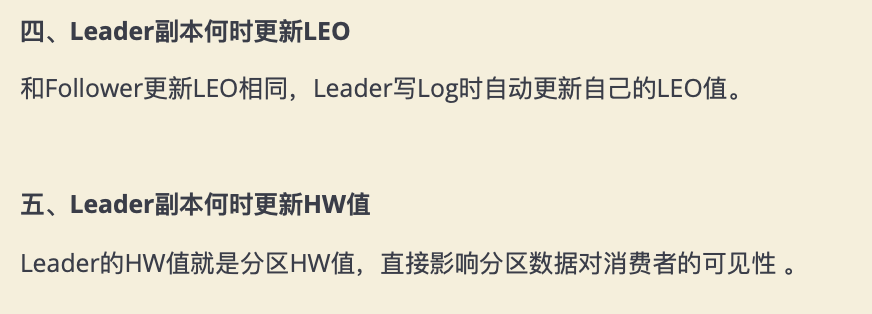 四、Leader副本何时更新LEO
和Follower更新LEO相同，Leader写Log时自动更新自己的LEO值。
五、Leader副本何时更新HW值
Leader的HW值就是分区HW值，直接影响分区数据对消费者的可见性 。